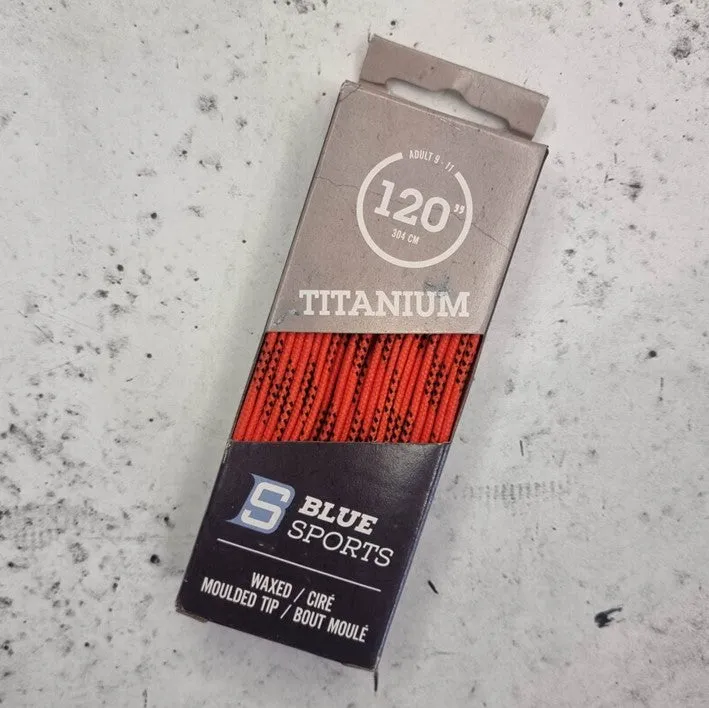 ADULT 9 - 11
120"
304 CM
TITANIUM
S BLUE
SPORTS
WAXED / CIRÉ
MOULDED TIP / BOUT MOULÉ